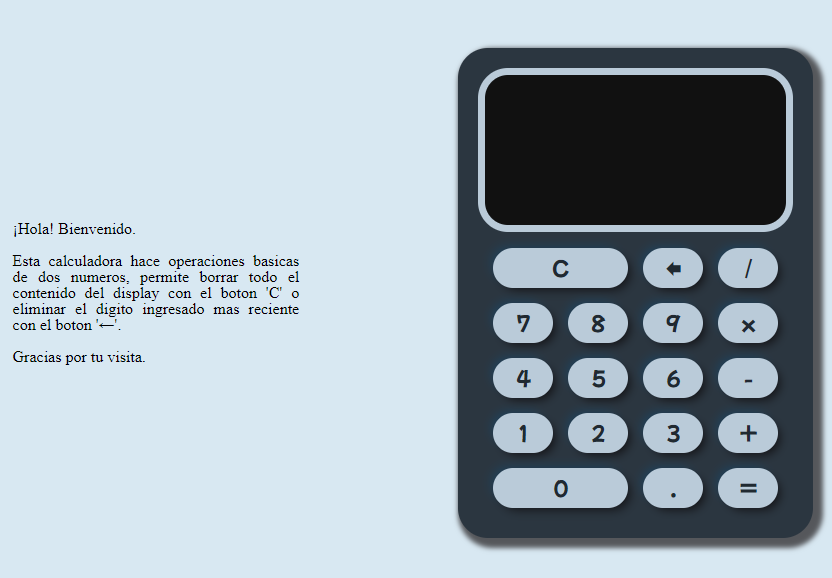 ¡Hola! Bienvenido.
Esta calculadora hace operaciones basicas
de dos numeros, permite borrar todo el
contenido del display con el boton 'C' o
eliminar el digito ingresado mas reciente
con el boton '←'.
Gracias por tu visita.
C 🡄 /
7 8 9 ×
4 5 6 -
1 2 3 +
0 . =